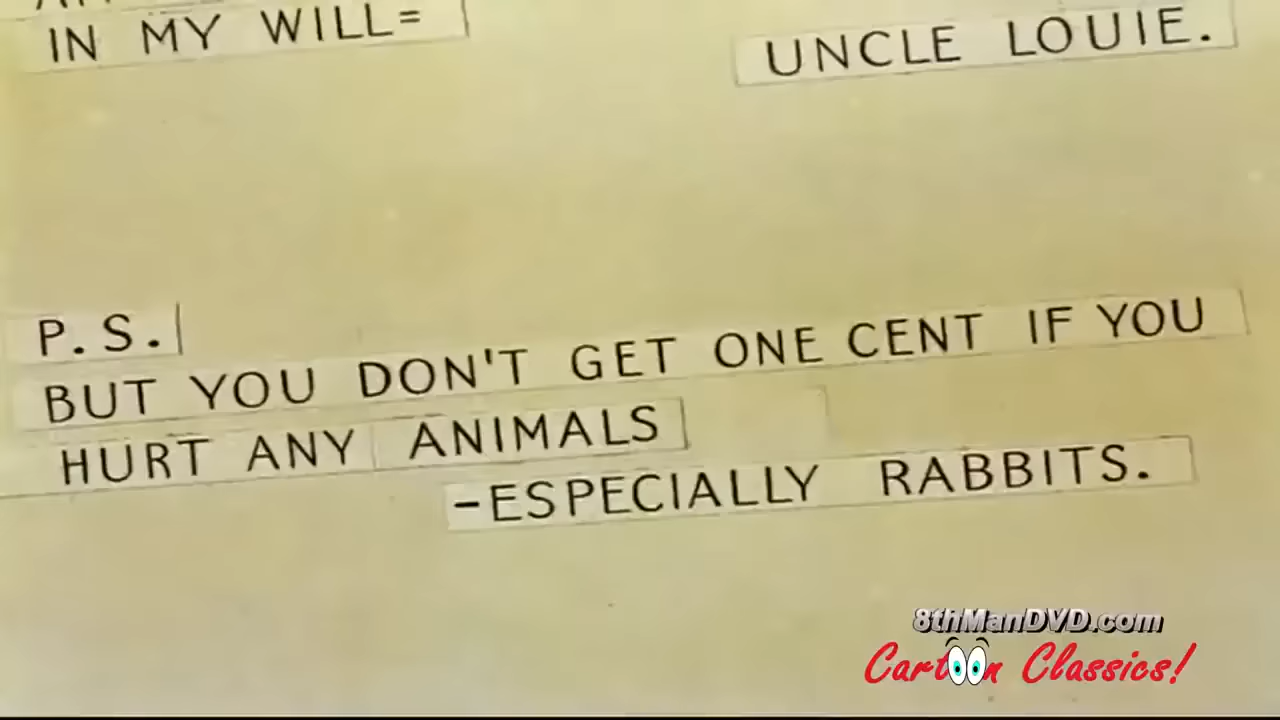 IN MY WILL=
UNCLE LOUIE.
P.S.
BUT YOU DON'T GET ONE CENT IF YOU
HURT ANY ANIMALS
-ESPECIALLY RABBITS.
8thManDVD.com
Cartoon Classics!